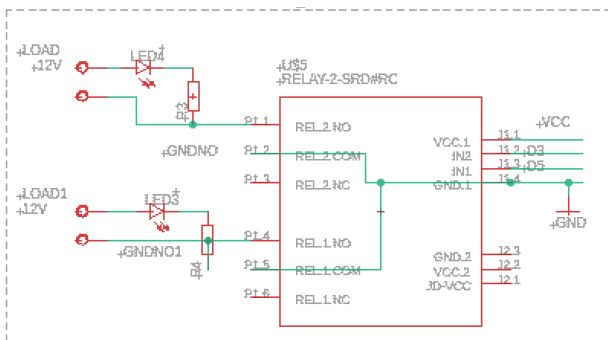 LOAD
+12V
LED4
R3
GNDNO
U$5
RELAY-2-SRD#RC
P1.1
REL2.NO
P1.2
REL2.COM
P1.3
REL2.NC
P1.4
REL1.NO
P1.5
REL1.COM
P1.6
REL1.NC
VCC.1
J1.1
+VCC
IN2
J1.2
D3
IN1
J1.3
D5
GND.1
J1.4
GND
GND.2
J2.3
VCC.2
J2.2
JD-VCC
J2.1
LOAD1
12V
LED3
GNDNO1
R4